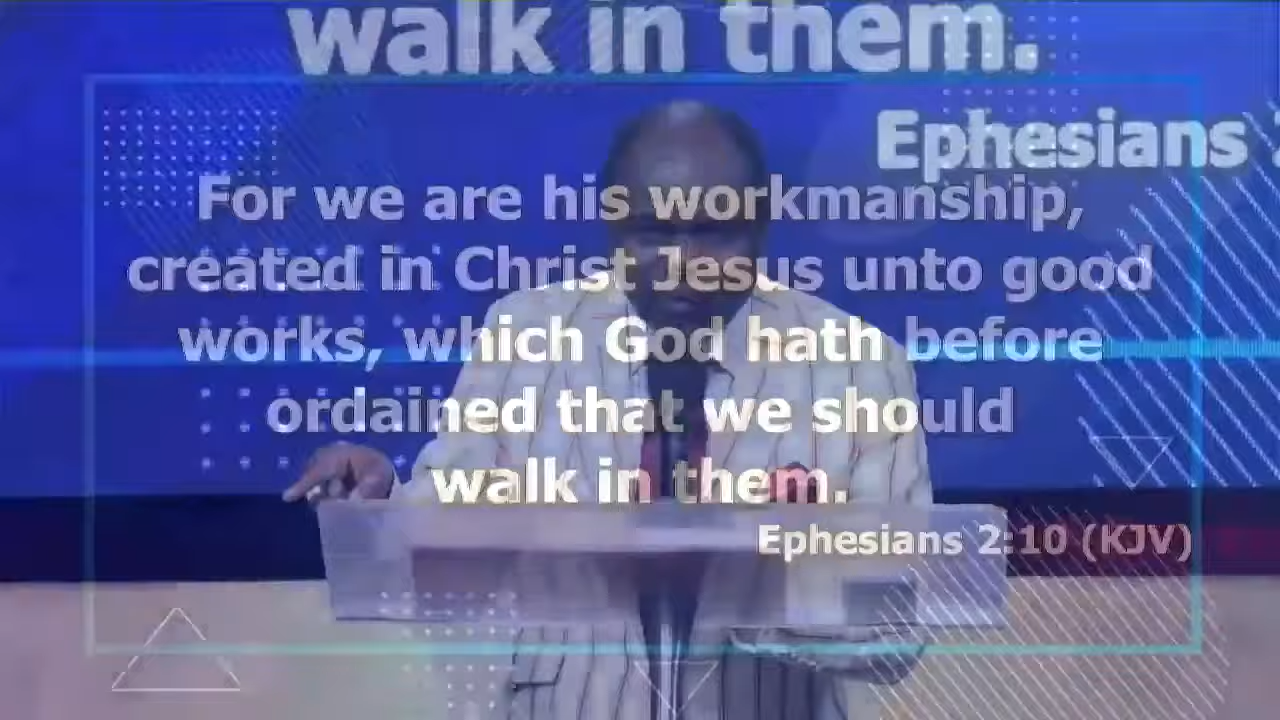 walk in them.
Ephesians
For we are his workmanship,
created in Christ Jesus unto good
works, which God hath before
ordained that we should
walk in them.
Ephesians 2:10 (KJV)